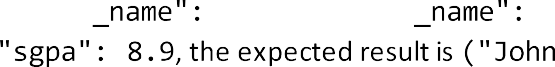 _name": _name":
"sgpa": 8.9, the expected result is ("John